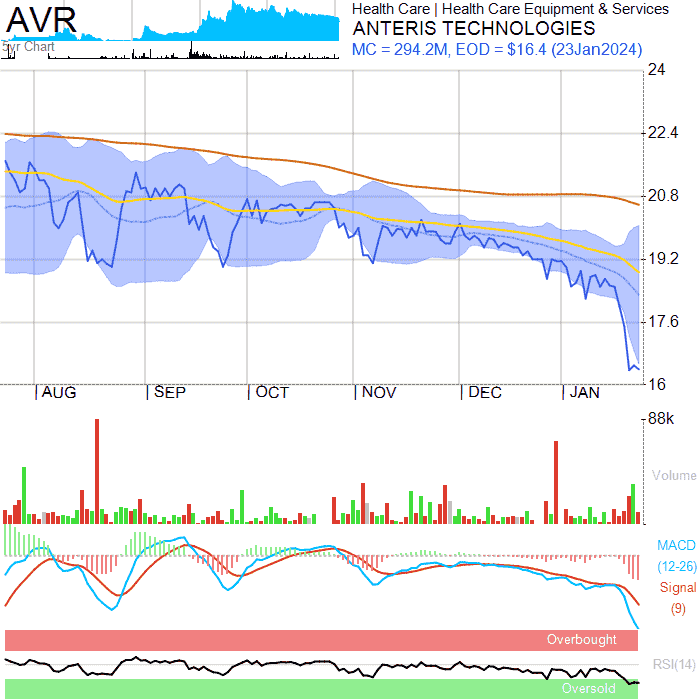 AVR
5yr Chart
Health Care | Health Care Equipment & Services
ANTERIS TECHNOLOGIES
MC = 294.2M, EOD = $16.4 (23Jan2024)
24
22.4
20.8
19.2
17.6
16
AUG SEP OCT NOV DEC JAN
88k
Volume
MACD
(12-26)
Signal
(9)
Overbought
RSI(14)
Oversold